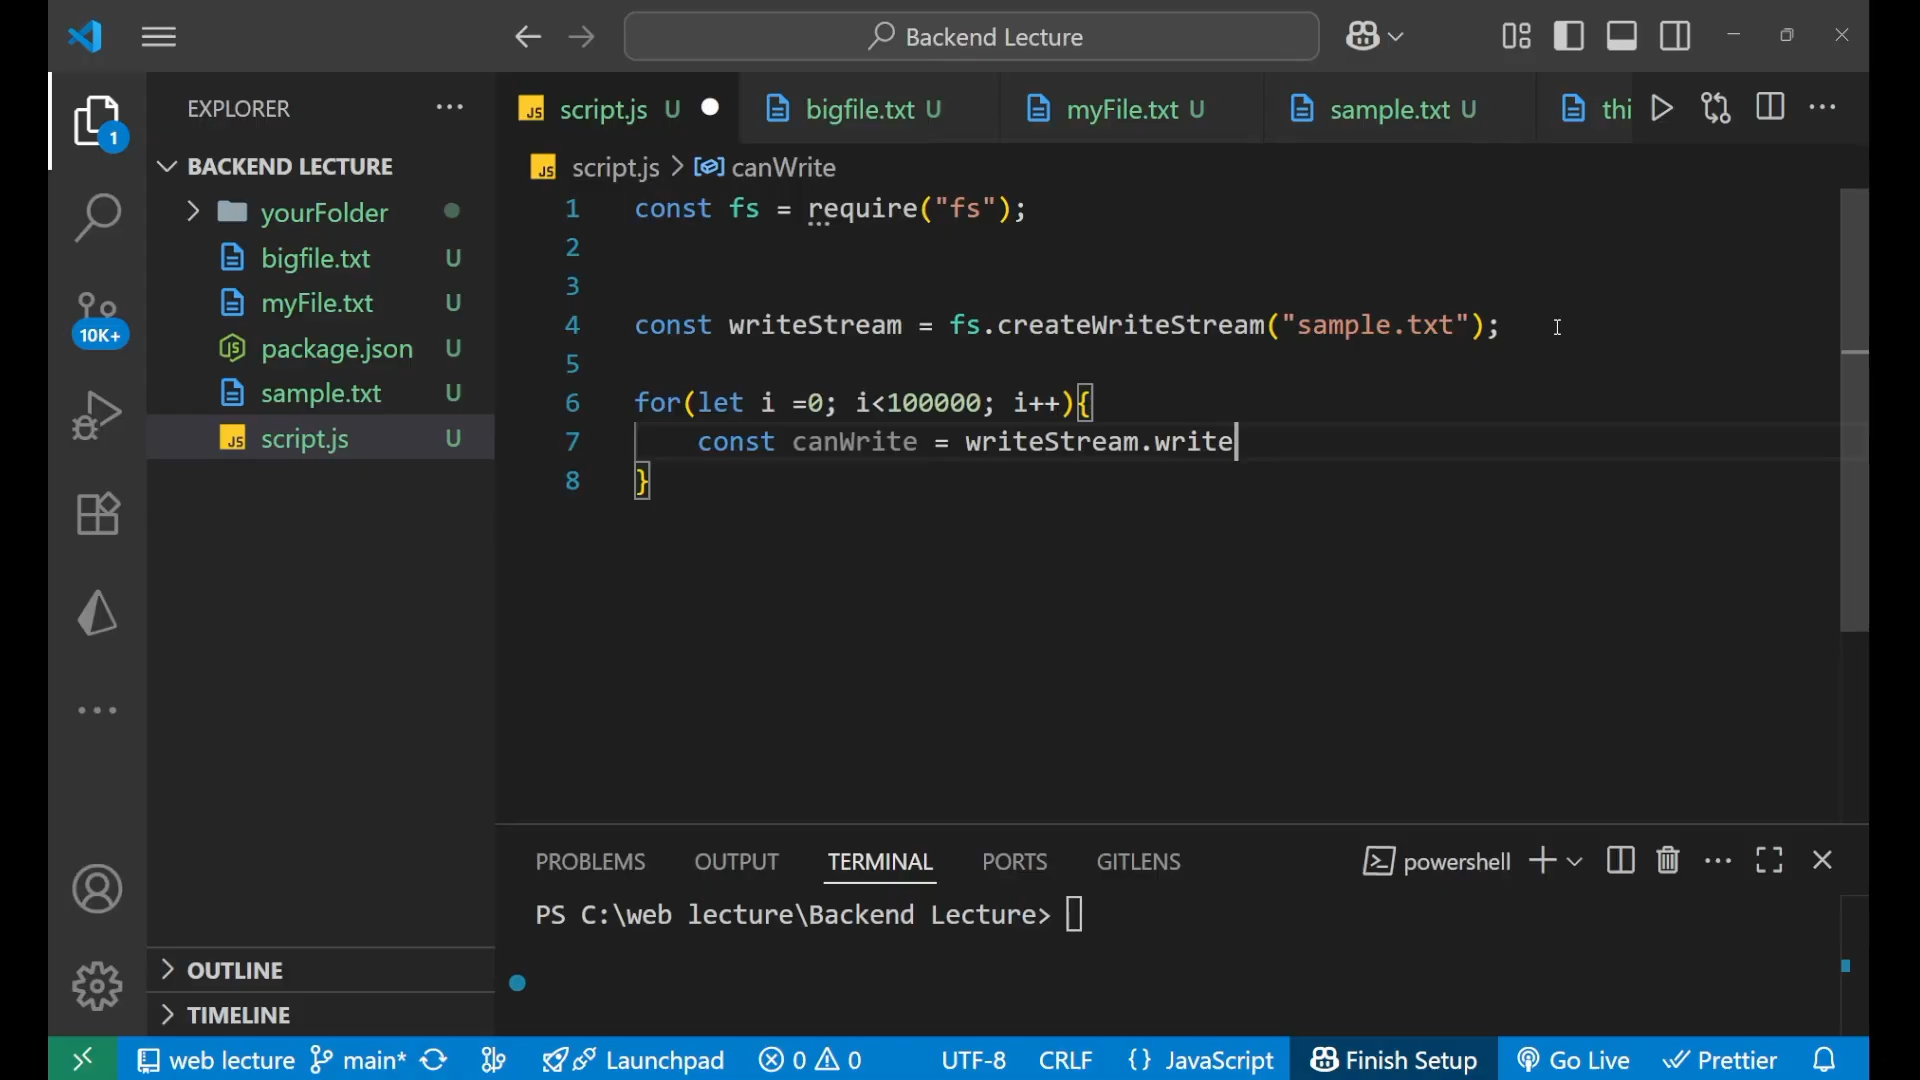 Backend Lecture
EXPLORER
1
BACKEND LECTURE
yourFolder
bigfile.txt U
myFile.txt U
package.json U
sample.txt U
script.js U
10K+
OUTLINE
TIMELINE
JS script.js U
bigfile.txt U
myFile.txt U
sample.txt U
thi
JS script.js > canWrite
1 const fs = require("fs");
2
3
4 const writeStream = fs.createWriteStream("sample.txt");
5
6 for(let i =0; i<100000; i++){
7 const canWrite = writeStream.write
8 }
PROBLEMS OUTPUT TERMINAL PORTS GITLENS
powershell
PS C:\web lecture\Backend Lecture>
web lecture main* Launchpad 0 0 UTF-8 CRLF {} JavaScript Finish Setup Go Live Prettier